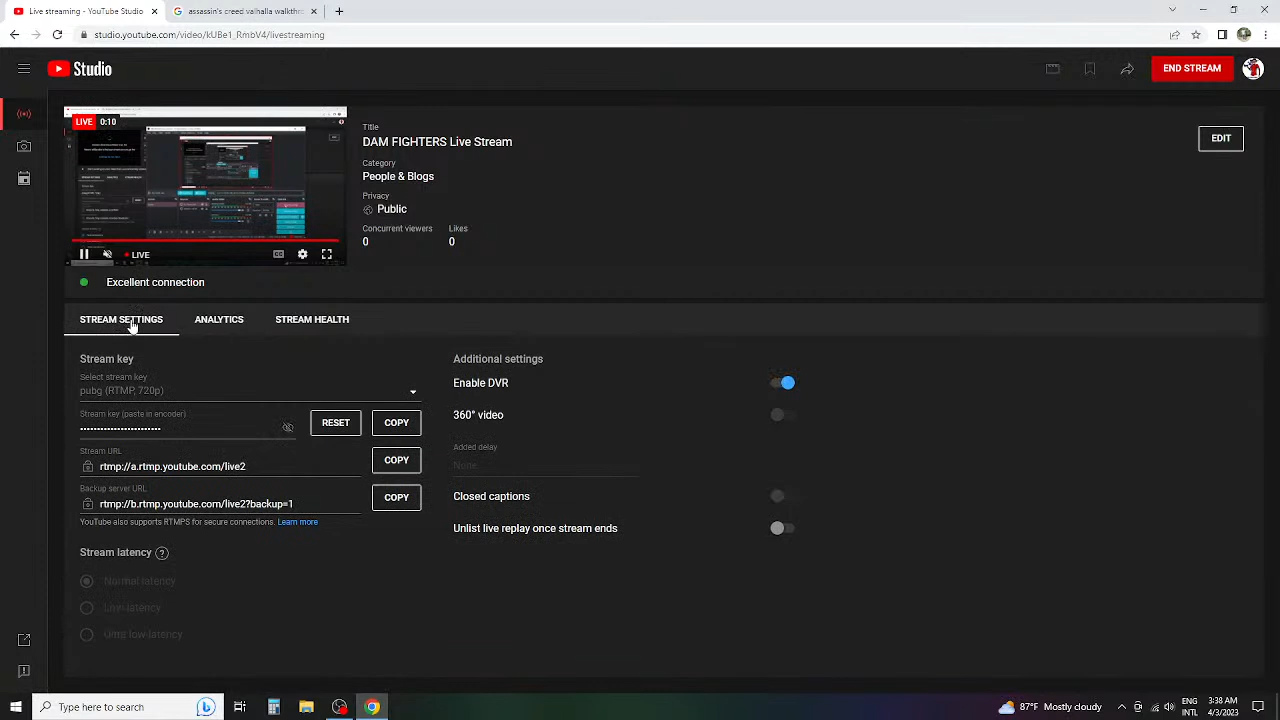 Live streaming - YouTube Studio
assassin's creed valhalla walkthr
studio.youtube.com/video/kUBe1_RmbV4/livestreaming
Studio
END STREAM
LIVE 0:10
LIVE
CC
Title
DAM FIGHTERS Live Stream
EDIT
Category
People & Blogs
Privacy
Public
Concurrent viewers
Likes
0
0
Excellent connection
STREAM SETTINGS
ANALYTICS
STREAM HEALTH
Stream key
Select stream key
pubg (RTMP, 720p)
Stream key (paste in encoder)
RESET
COPY
Stream URL
rtmp://a.rtmp.youtube.com/live2
COPY
Backup server URL
rtmp://b.rtmp.youtube.com/live2?backup=1
COPY
YouTube also supports RTMPS for secure connections. Learn more
Stream latency ?
Normal latency
Low latency
Ultra low-latency
Additional settings
Enable DVR
360° video
Added delay
None
Closed captions
Unlist live replay once stream ends
Type here to search
87°F Mostly cloudy
ENG
INTL
3:38 AM
4/3/2023